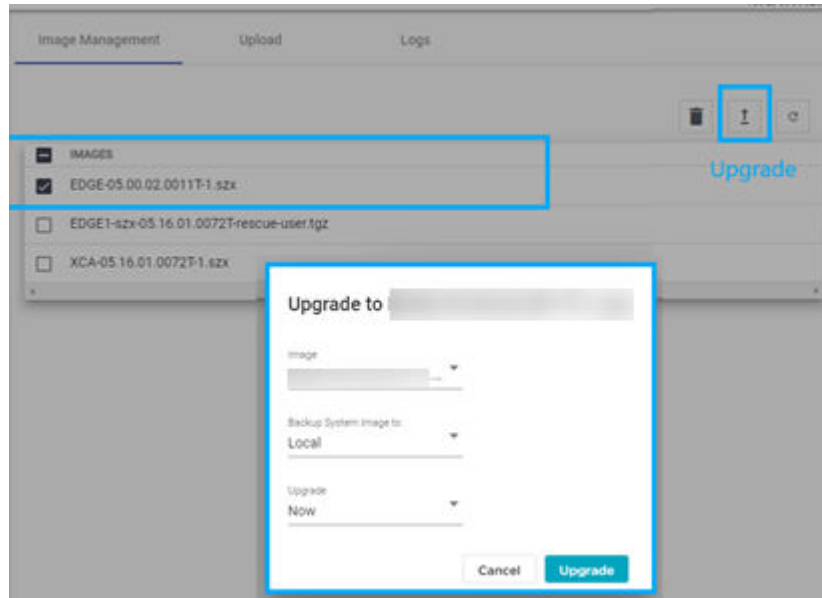 Image Management Upload Logs
Upgrade
IMAGES
EDGE-05.00.02.0011T-1.szx
EDGE1-szx-05.16.01.0072T-rescue-user.tgz
XCA-05.16.01.0072T-1.szx
Upgrade to
Image
...
Backup System Image to
Local
Upgrade
Now
Cancel Upgrade